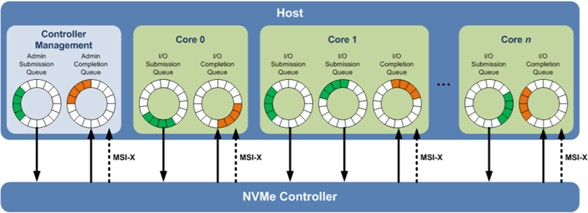 Host
Controller
Management
Admin
Submission
Queue
Admin
Completion
Queue
Core 0
I/O
Submission
Queue
I/O
Completion
Queue
Core 1
I/O
Submission
Queue
I/O
Submission
Queue
I/O
Completion
Queue
...
Core n
I/O
Submission
Queue
I/O
Completion
Queue
MSI-X
MSI-X
MSI-X
MSI-X
NVMe Controller